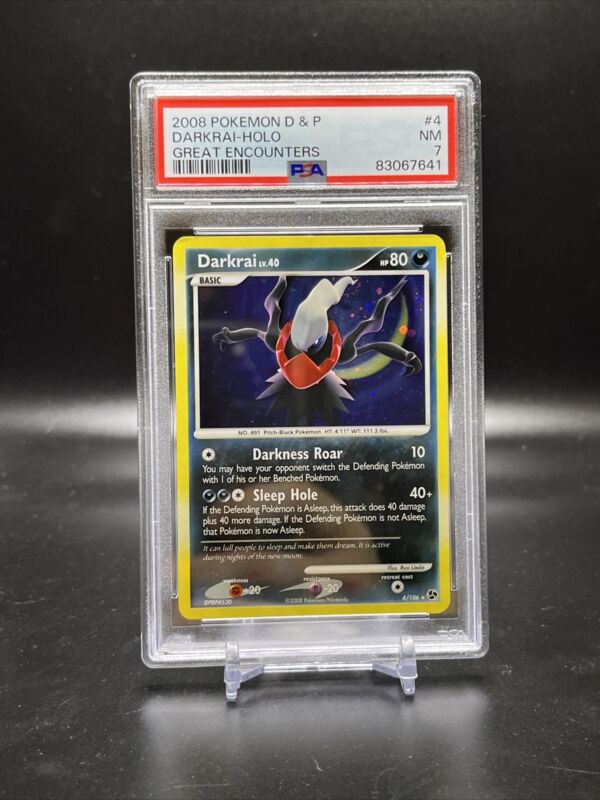 2008 POKEMON D & P #4
DARKRAI-HOLO NM
GREAT ENCOUNTERS 7
PSA 83067641
Darkrai LV.40 HP 80
BASIC
NO. 491 Pitch-Black Pokémon HT: 4'11" WT: 111.3 lbs.
Darkness Roar 10
You may have your opponent switch the Defending Pokémon
with 1 of his or her Benched Pokémon.
Sleep Hole 40+
If the Defending Pokémon is Asleep, this attack does 40 damage
plus 40 more damage. If the Defending Pokémon is not Asleep,
that Pokémon is now Asleep.
It can lull people to sleep and make them dream. It is active
during nights of the new moon.
Illus. Ryo Ueda
weakness resistance retreat cost
+20 -20
DPBP#530 ©2008 Pokémon/Nintendo 4/106 ★
PSA